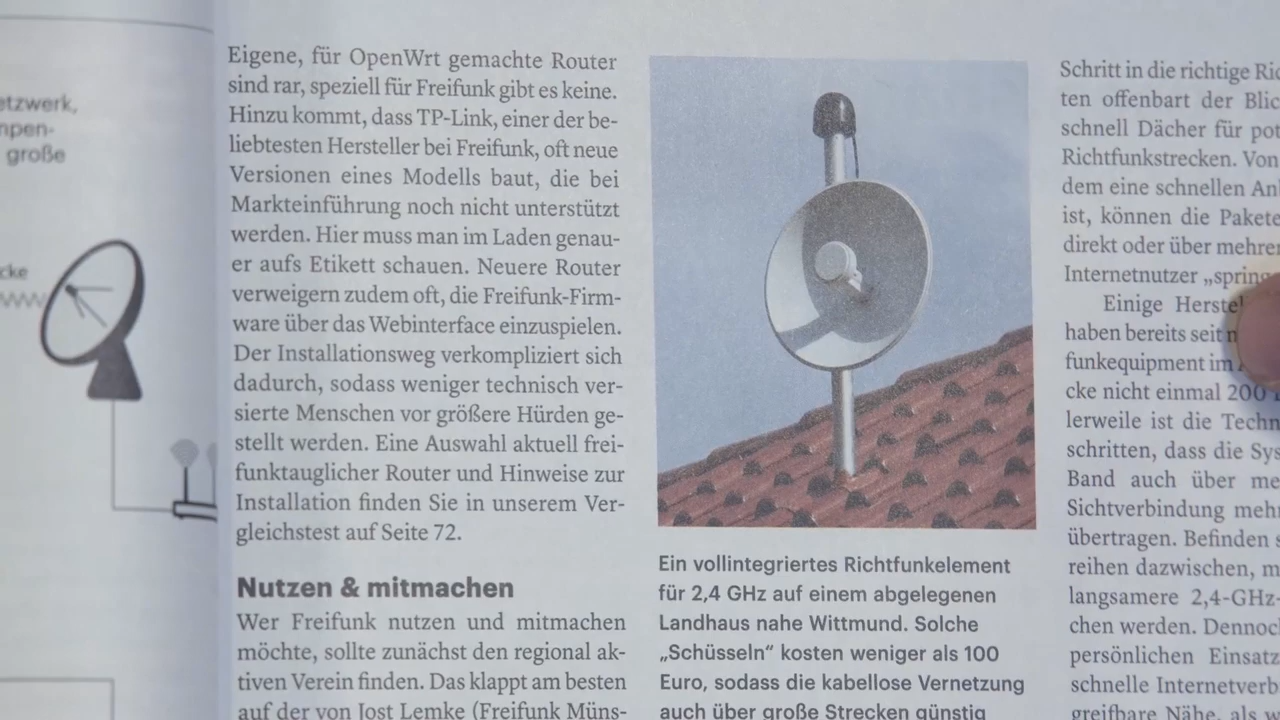 etzwerk,
npen-
große
cke
Eigene, für OpenWrt gemachte Router
sind rar, speziell für Freifunk gibt es keine.
Hinzu kommt, dass TP-Link, einer der be-
liebtesten Hersteller bei Freifunk, oft neue
Versionen eines Modells baut, die bei
Markteinführung noch nicht unterstützt
werden. Hier muss man im Laden genau-
er aufs Etikett schauen. Neuere Router
verweigern zudem oft, die Freifunk-Firm-
ware über das Webinterface einzuspielen.
Der Installationsweg verkompliziert sich
dadurch, sodass weniger technisch ver-
sierte Menschen vor größere Hürden ge-
stellt werden. Eine Auswahl aktuell frei-
funktauglicher Router und Hinweise zur
Installation finden Sie in unserem Ver-
gleichstest auf Seite 72.
Nutzen & mitmachen
Wer Freifunk nutzen und mitmachen
möchte, sollte zunächst den regional ak-
tiven Verein finden. Das klappt am besten
auf der von Jost Lemke (Freifunk Müns-
Ein vollintegriertes Richtfunkelement
für 2,4 GHz auf einem abgelegenen
Landhaus nahe Wittmund. Solche
„Schüsseln“ kosten weniger als 100
Euro, sodass die kabellose Vernetzung
auch über große Strecken günstig
Schritt in die richtige Ric
ten offenbart der Blic
schnell Dächer für pot
Richtfunkstrecken. Von
dem eine schnellen Anl
ist, können die Pakete
direkt oder über mehrer
Internetnutzer „spring
Einige Herstel
haben bereits seit
funkequipment im
cke nicht einmal 200
lerweile ist die Techn
schritten, dass die Sys
Band auch über me
Sichtverbindung mehr
übertragen. Befinden s
reihen dazwischen, m
langsamere 2,4-GHz-
chen werden. Dennoc
persönlichen Einsatz
schnelle Internetverb
greifbare Nähe, als w